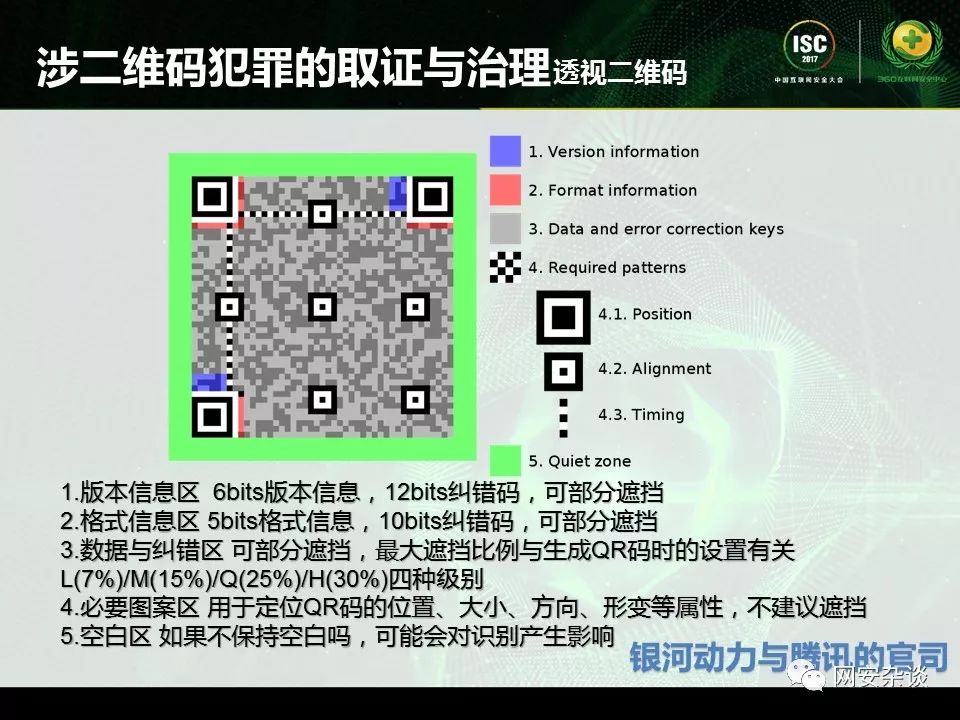 涉二维码犯罪的取证与治理透视二维码
ISC
2017
中国互联网安全大会
360互联网安全中心
1. Version information
2. Format information
3. Data and error correction keys
4. Required patterns
4.1. Position
4.2. Alignment
4.3. Timing
5. Quiet zone
1.版本信息区 6bits版本信息，12bits纠错码，可部分遮挡
2.格式信息区 5bits格式信息，10bits纠错码，可部分遮挡
3.数据与纠错区 可部分遮挡，最大遮挡比例与生成QR码时的设置有关
L(7%)/M(15%)/Q(25%)/H(30%)四种级别
4.必要图案区 用于定位QR码的位置、大小、方向、形变等属性，不建议遮挡
5.空白区 如果不保持空白吗，可能会对识别产生影响
银河动力与腾讯的官司
网安杂谈